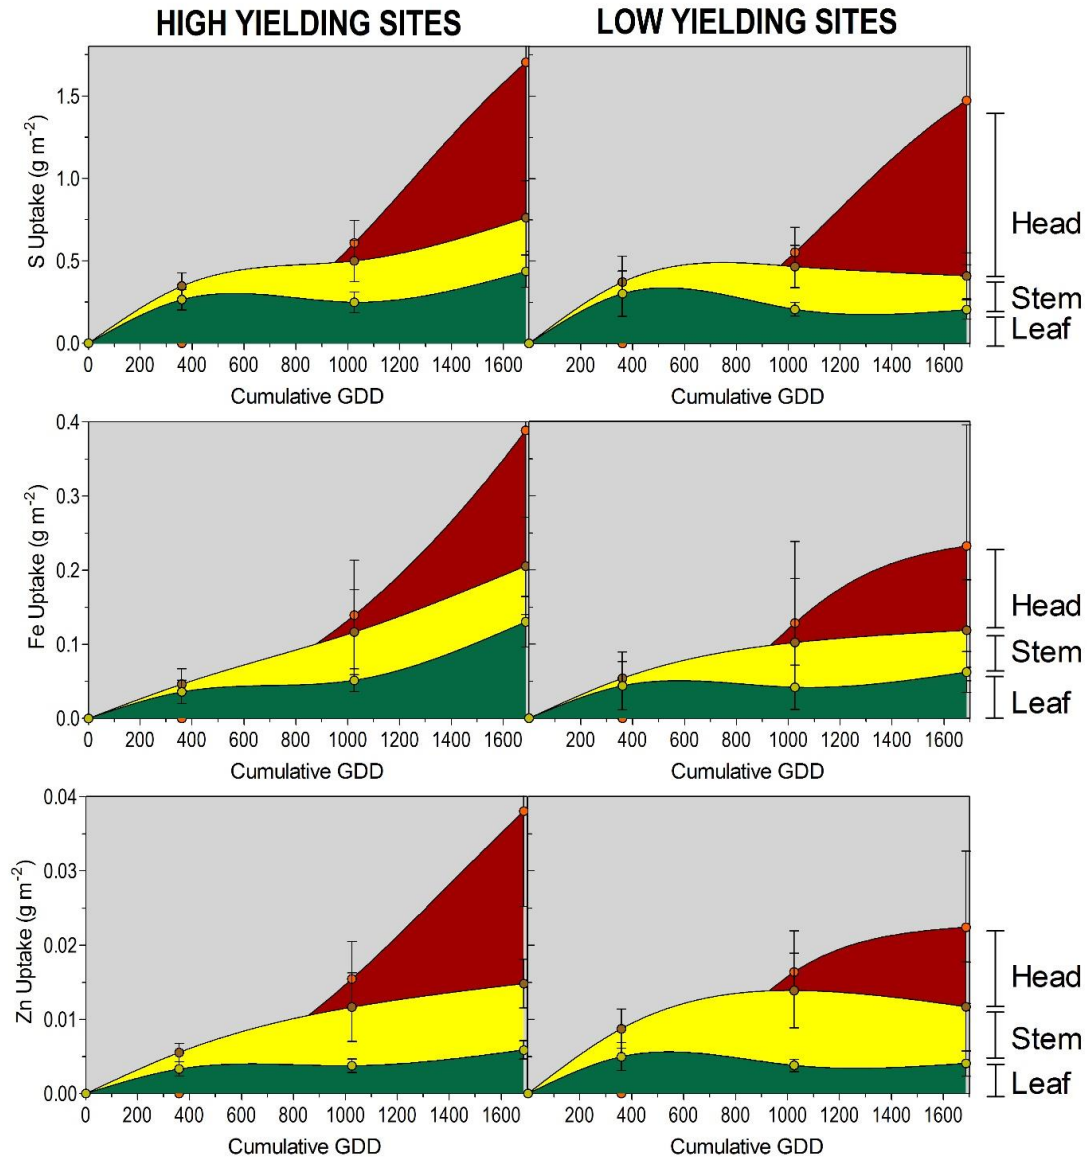 HIGH YIELDING SITES LOW YIELDING SITES
S Uptake (g m⁻²)
1.5
1.0
0.5
0.0
0 200 400 600 800 1000 1200 1400 1600 200 400 600 800 1000 1200 1400 1600
Cumulative GDD Cumulative GDD
Head
Stem
Leaf
Fe Uptake (g m⁻²)
0.4
0.3
0.2
0.1
0.0
0 200 400 600 800 1000 1200 1400 1600 200 400 600 800 1000 1200 1400 1600
Cumulative GDD Cumulative GDD
Head
Stem
Leaf
Zn Uptake (g m⁻²)
0.04
0.03
0.02
0.01
0.00
0 200 400 600 800 1000 1200 1400 1600 200 400 600 800 1000 1200 1400 1600
Cumulative GDD Cumulative GDD
Head
Stem
Leaf